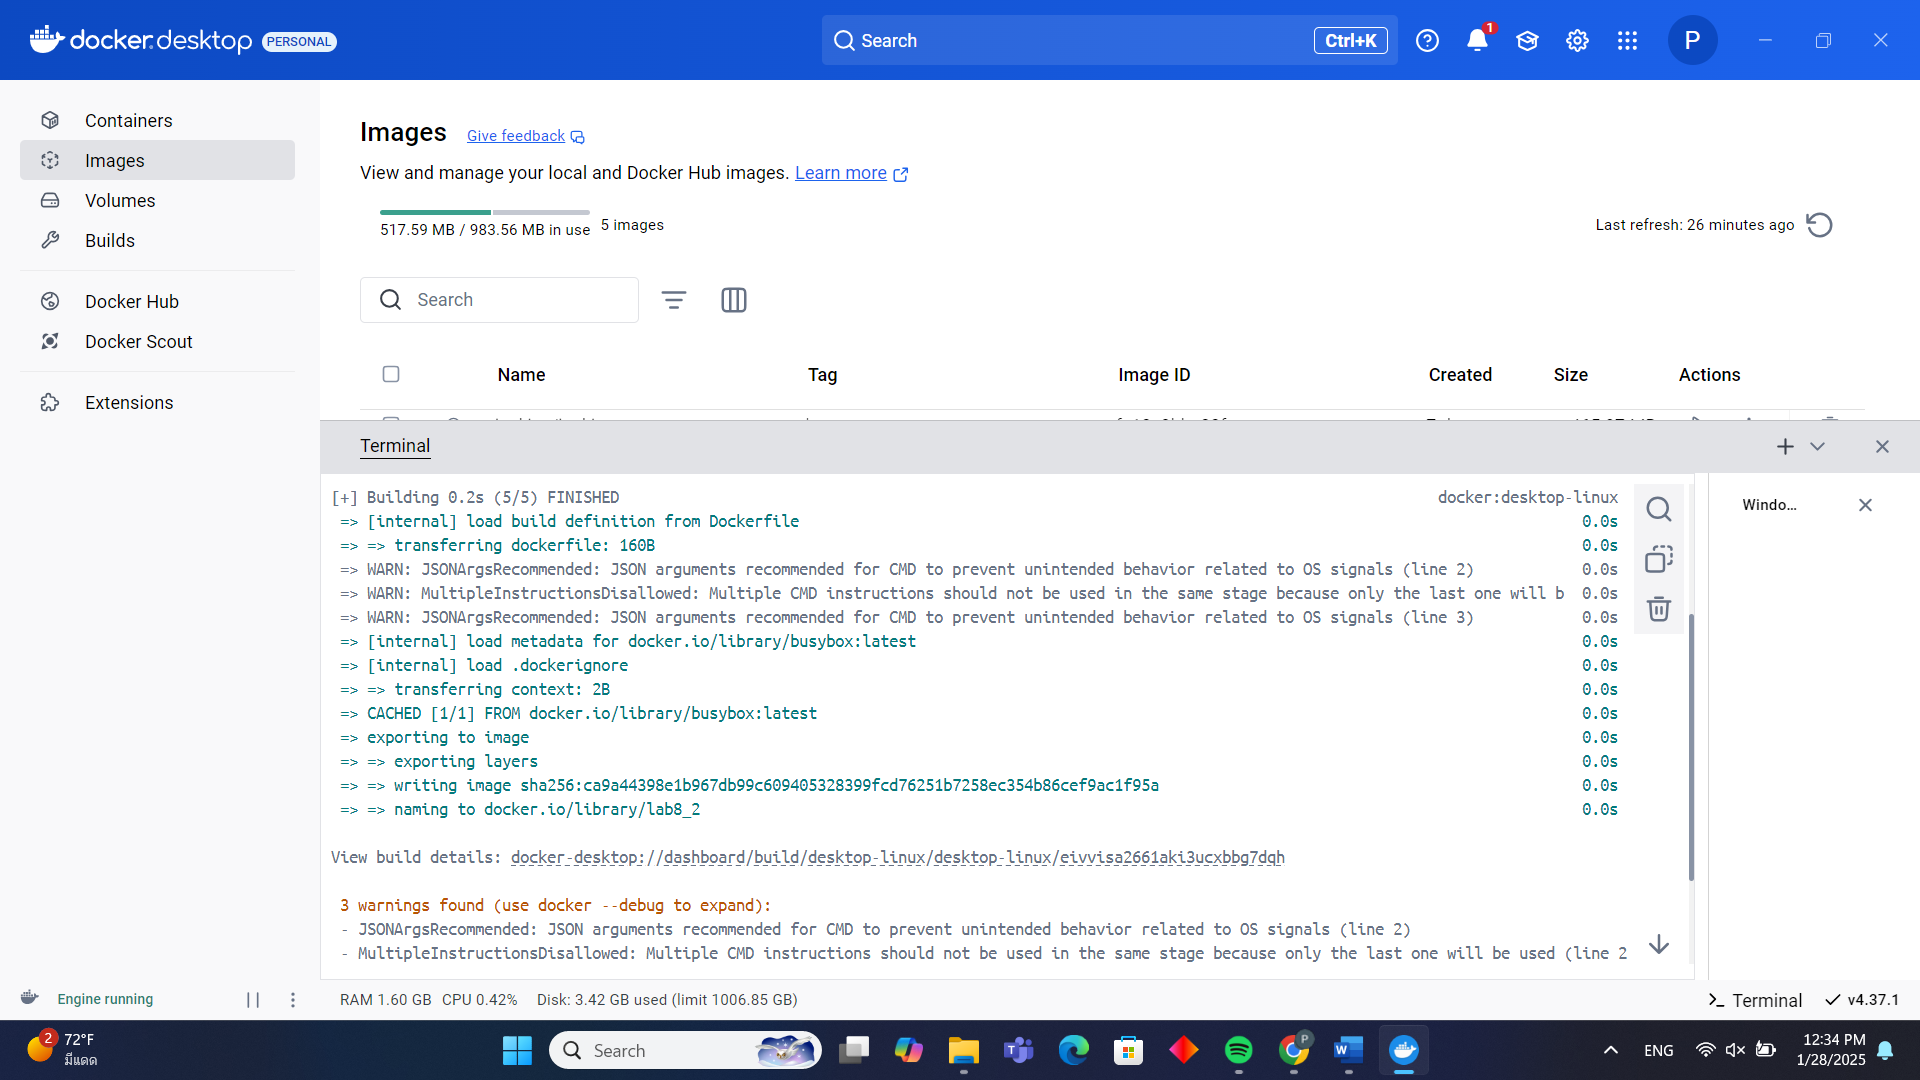 docker.desktop PERSONAL
Search Ctrl+K
1
P
Containers
Images
Volumes
Builds
Docker Hub
Docker Scout
Extensions
Images Give feedback
View and manage your local and Docker Hub images. Learn more
517.59 MB / 983.56 MB in use 5 images
Last refresh: 26 minutes ago
Search
Name Tag Image ID Created Size Actions
Terminal
Windo...
[+] Building 0.2s (5/5) FINISHED docker:desktop-linux
=> [internal] load build definition from Dockerfile 0.0s
=> => transferring dockerfile: 160B 0.0s
=> WARN: JSONArgsRecommended: JSON arguments recommended for CMD to prevent unintended behavior related to OS signals (line 2) 0.0s
=> WARN: MultipleInstructionsDisallowed: Multiple CMD instructions should not be used in the same stage because only the last one will b 0.0s
=> WARN: JSONArgsRecommended: JSON arguments recommended for CMD to prevent unintended behavior related to OS signals (line 3) 0.0s
=> [internal] load metadata for docker.io/library/busybox:latest 0.0s
=> [internal] load .dockerignore 0.0s
=> => transferring context: 2B 0.0s
=> CACHED [1/1] FROM docker.io/library/busybox:latest 0.0s
=> exporting to image 0.0s
=> => exporting layers 0.0s
=> => writing image sha256:ca9a44398e1b967db99c609405328399fcd76251b7258ec354b86cef9ac1f95a 0.0s
=> => naming to docker.io/library/lab8_2 0.0s
View build details: docker-desktop://dashboard/build/desktop-linux/desktop-linux/eivvisa2661aki3ucxbbg7dqh
3 warnings found (use docker --debug to expand):
- JSONArgsRecommended: JSON arguments recommended for CMD to prevent unintended behavior related to OS signals (line 2)
- MultipleInstructionsDisallowed: Multiple CMD instructions should not be used in the same stage because only the last one will be used (line 2
Engine running
RAM 1.60 GB CPU 0.42% Disk: 3.42 GB used (limit 1006.85 GB)
Terminal v4.37.1
2
72°F
มีแดด
Search
P
ENG
12:34 PM
1/28/2025